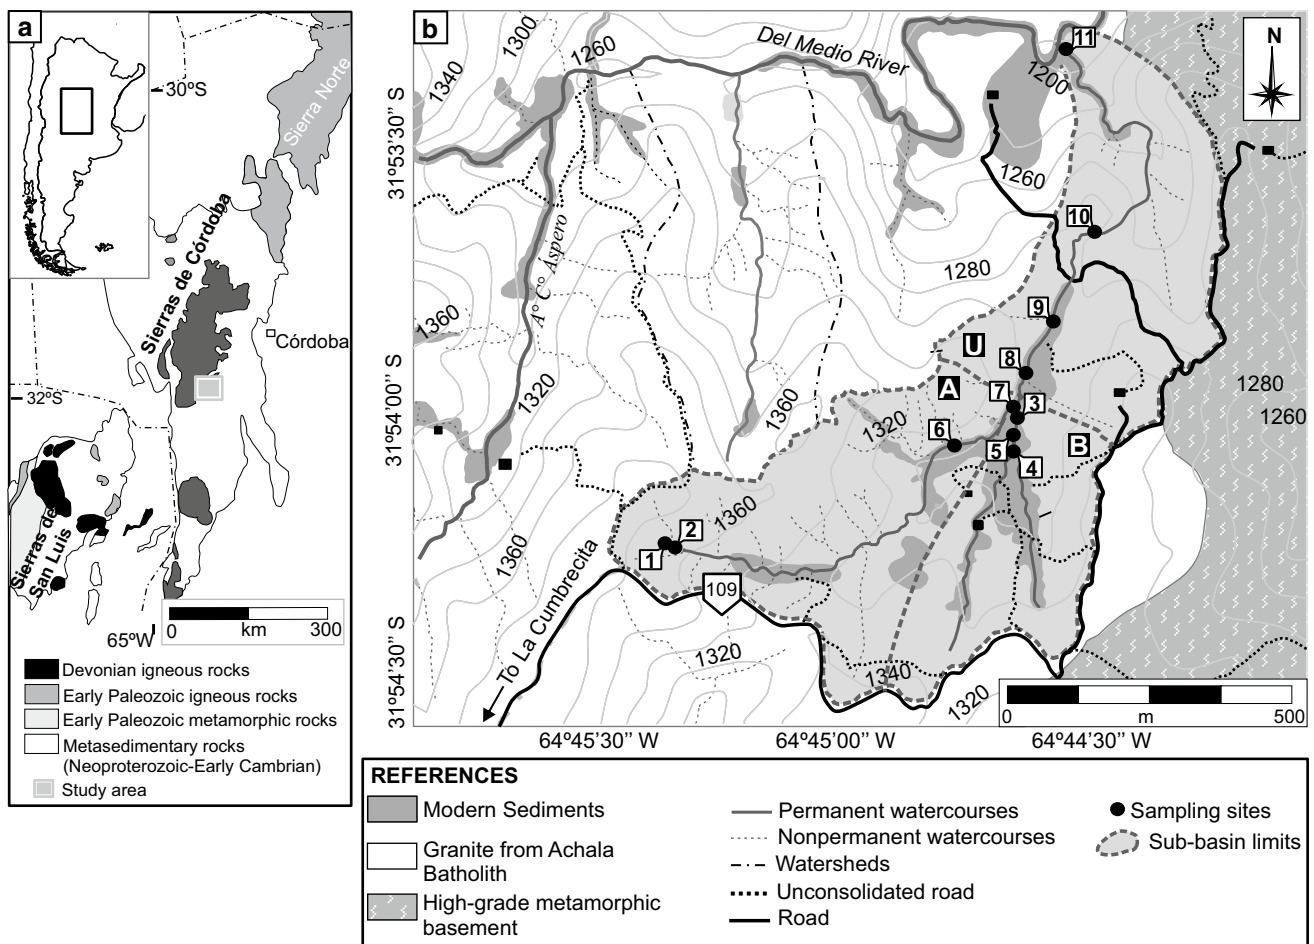 a
30ºS
Sierra Norte
Sierras de Córdoba
Córdoba
32ºS
Sierras de
San Luis
65ºW
0 km 300
Devonian igneous rocks
Early Paleozoic igneous rocks
Early Paleozoic metamorphic rocks
Metasedimentary rocks
(Neoproterozoic-Early Cambrian)
Study area
b
1340
1300
1260
Del Medio River
1200
11
N
31º53'30'' S
1260
10
Aº Cº Áspero
1280
9
1360
U
8
1280
1320
A
7
3
1260
1360
31º54'00'' S
1320
6
5
B
4
1360
2
1
1360
109
To La Cumbrecita
1320
1340
1320
31º54'30'' S
0 m 500
64º45'30'' W
64º45'00'' W
64º44'30'' W
REFERENCES
Modern Sediments
Granite from Achala
Batholith
High-grade metamorphic
basement
Permanent watercourses
Nonpermanent watercourses
Watersheds
Unconsolidated road
Road
Sampling sites
Sub-basin limits